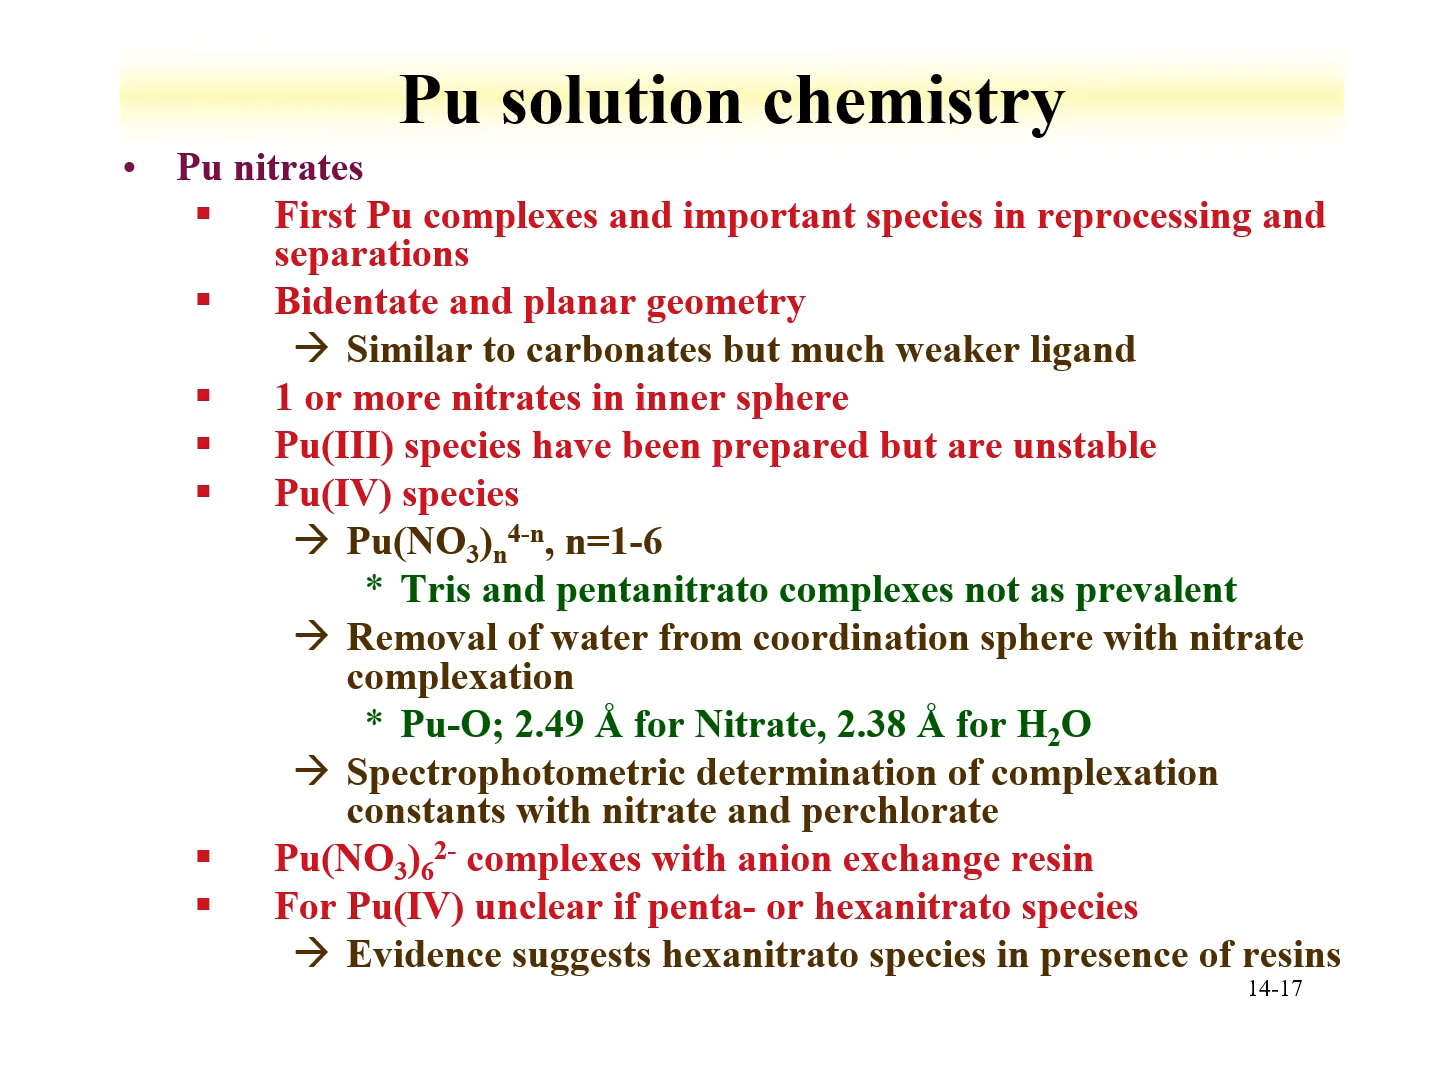 Pu solution chemistry
• Pu nitrates
▪ First Pu complexes and important species in reprocessing and
separations
▪ Bidentate and planar geometry
→ Similar to carbonates but much weaker ligand
▪ 1 or more nitrates in inner sphere
▪ Pu(III) species have been prepared but are unstable
▪ Pu(IV) species
→ Pu(NO₃)ₙ⁴⁻ⁿ, n=1-6
* Tris and pentanitrato complexes not as prevalent
→ Removal of water from coordination sphere with nitrate
complexation
* Pu-O; 2.49 Å for Nitrate, 2.38 Å for H₂O
→ Spectrophotometric determination of complexation
constants with nitrate and perchlorate
▪ Pu(NO₃)₆²⁻ complexes with anion exchange resin
▪ For Pu(IV) unclear if penta- or hexanitrato species
→ Evidence suggests hexanitrato species in presence of resins
14-17